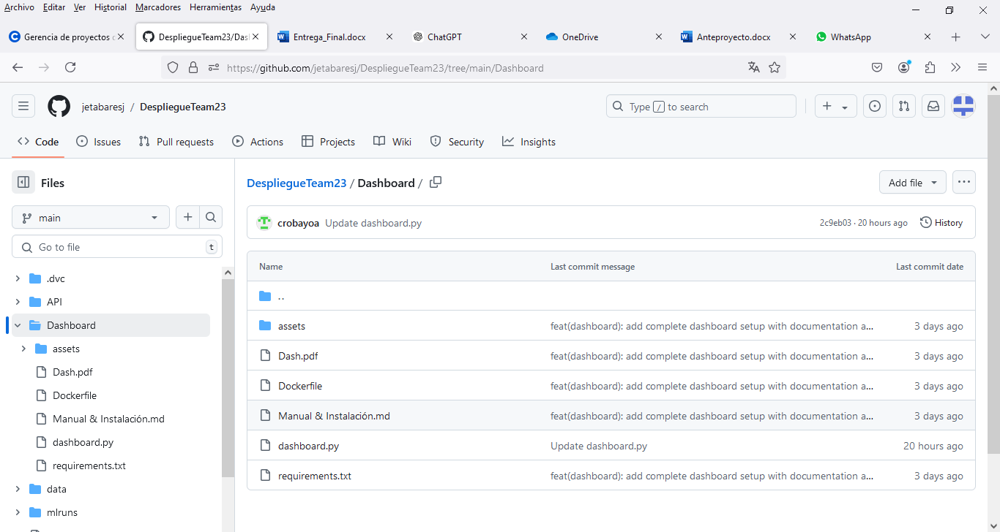 Archivo Editar Ver Historial Marcadores Herramientas Ayuda
Gerencia de proyectos DespliegueTeam23/Das Entrega_Final.docx ChatGPT OneDrive Anteproyecto.docx WhatsApp
https://github.com/jetabaresj/DespliegueTeam23/tree/main/Dashboard
jetabaresj / DespliegueTeam23 Type / to search
Code Issues Pull requests Actions Projects Wiki Security Insights
Files
main
Go to file t
.dvc
API
Dashboard
assets
Dash.pdf
Dockerfile
Manual & Instalación.md
dashboard.py
requirements.txt
data
mlruns
DespliegueTeam23 / Dashboard /
Add file
crobayoa Update dashboard.py 2c9eb03 · 20 hours ago History
Name Last commit message Last commit date
..
assets feat(dashboard): add complete dashboard setup with documentation a... 3 days ago
Dash.pdf feat(dashboard): add complete dashboard setup with documentation a... 3 days ago
Dockerfile feat(dashboard): add complete dashboard setup with documentation a... 3 days ago
Manual & Instalación.md feat(dashboard): add complete dashboard setup with documentation a... 3 days ago
dashboard.py Update dashboard.py 20 hours ago
requirements.txt feat(dashboard): add complete dashboard setup with documentation a... 3 days ago